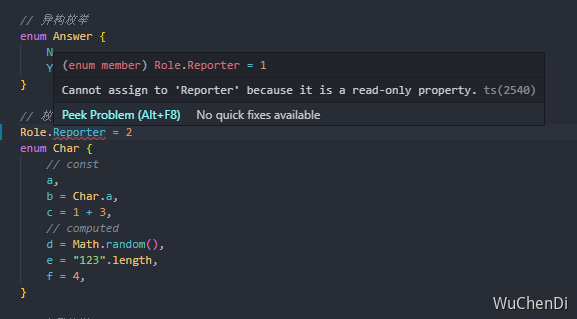 // 异构枚举
enum Answer {
N
Y
(enum member) Role.Reporter = 1
Cannot assign to 'Reporter' because it is a read-only property. ts(2540)
Peek Problem (Alt+F8) No quick fixes available
}
// 枚
Role.Reporter = 2
enum Char {
// const
a,
b = Char.a,
c = 1 + 3,
// computed
d = Math.random(),
e = "123".length,
f = 4,
}
WuChenDi